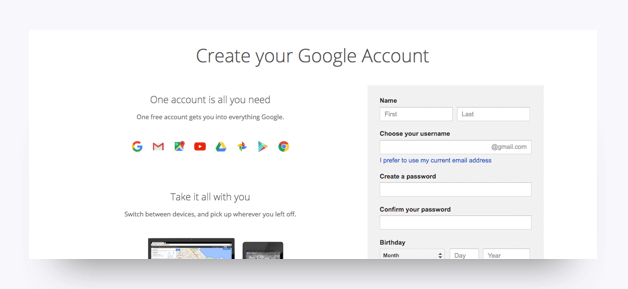 Create your Google Account
One account is all you need
One free account gets you into everything Google.
Take it all with you
Switch between devices, and pick up wherever you left off.
Name
First Last
Choose your username
@gmail.com
I prefer to use my current email address
Create a password
Confirm your password
Birthday
Month Day Year